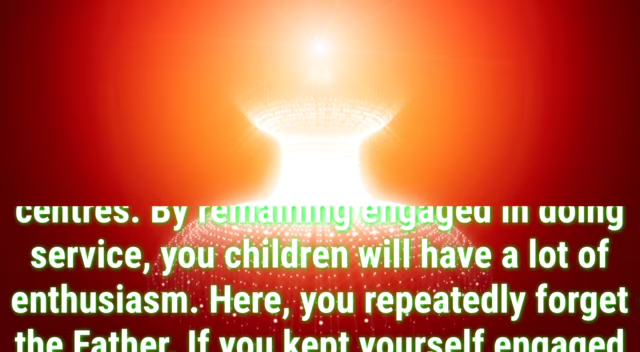 centres. By remaining engaged in doing
service, you children will have a lot of
enthusiasm. Here, you repeatedly forget
the Father. If you kept yourself engaged